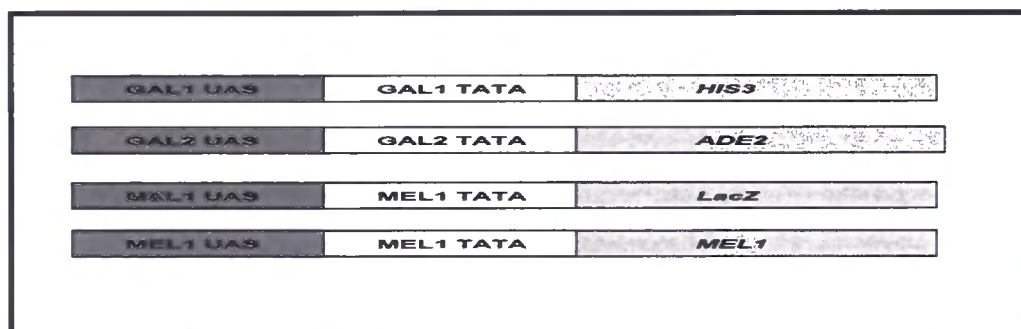 GAL1 UAS GAL1 TATA HIS3
GAL2 UAS GAL2 TATA ADE2
MAL1 UAS MEL1 TATA LacZ
MEL1 UAS MEL1 TATA MEL1